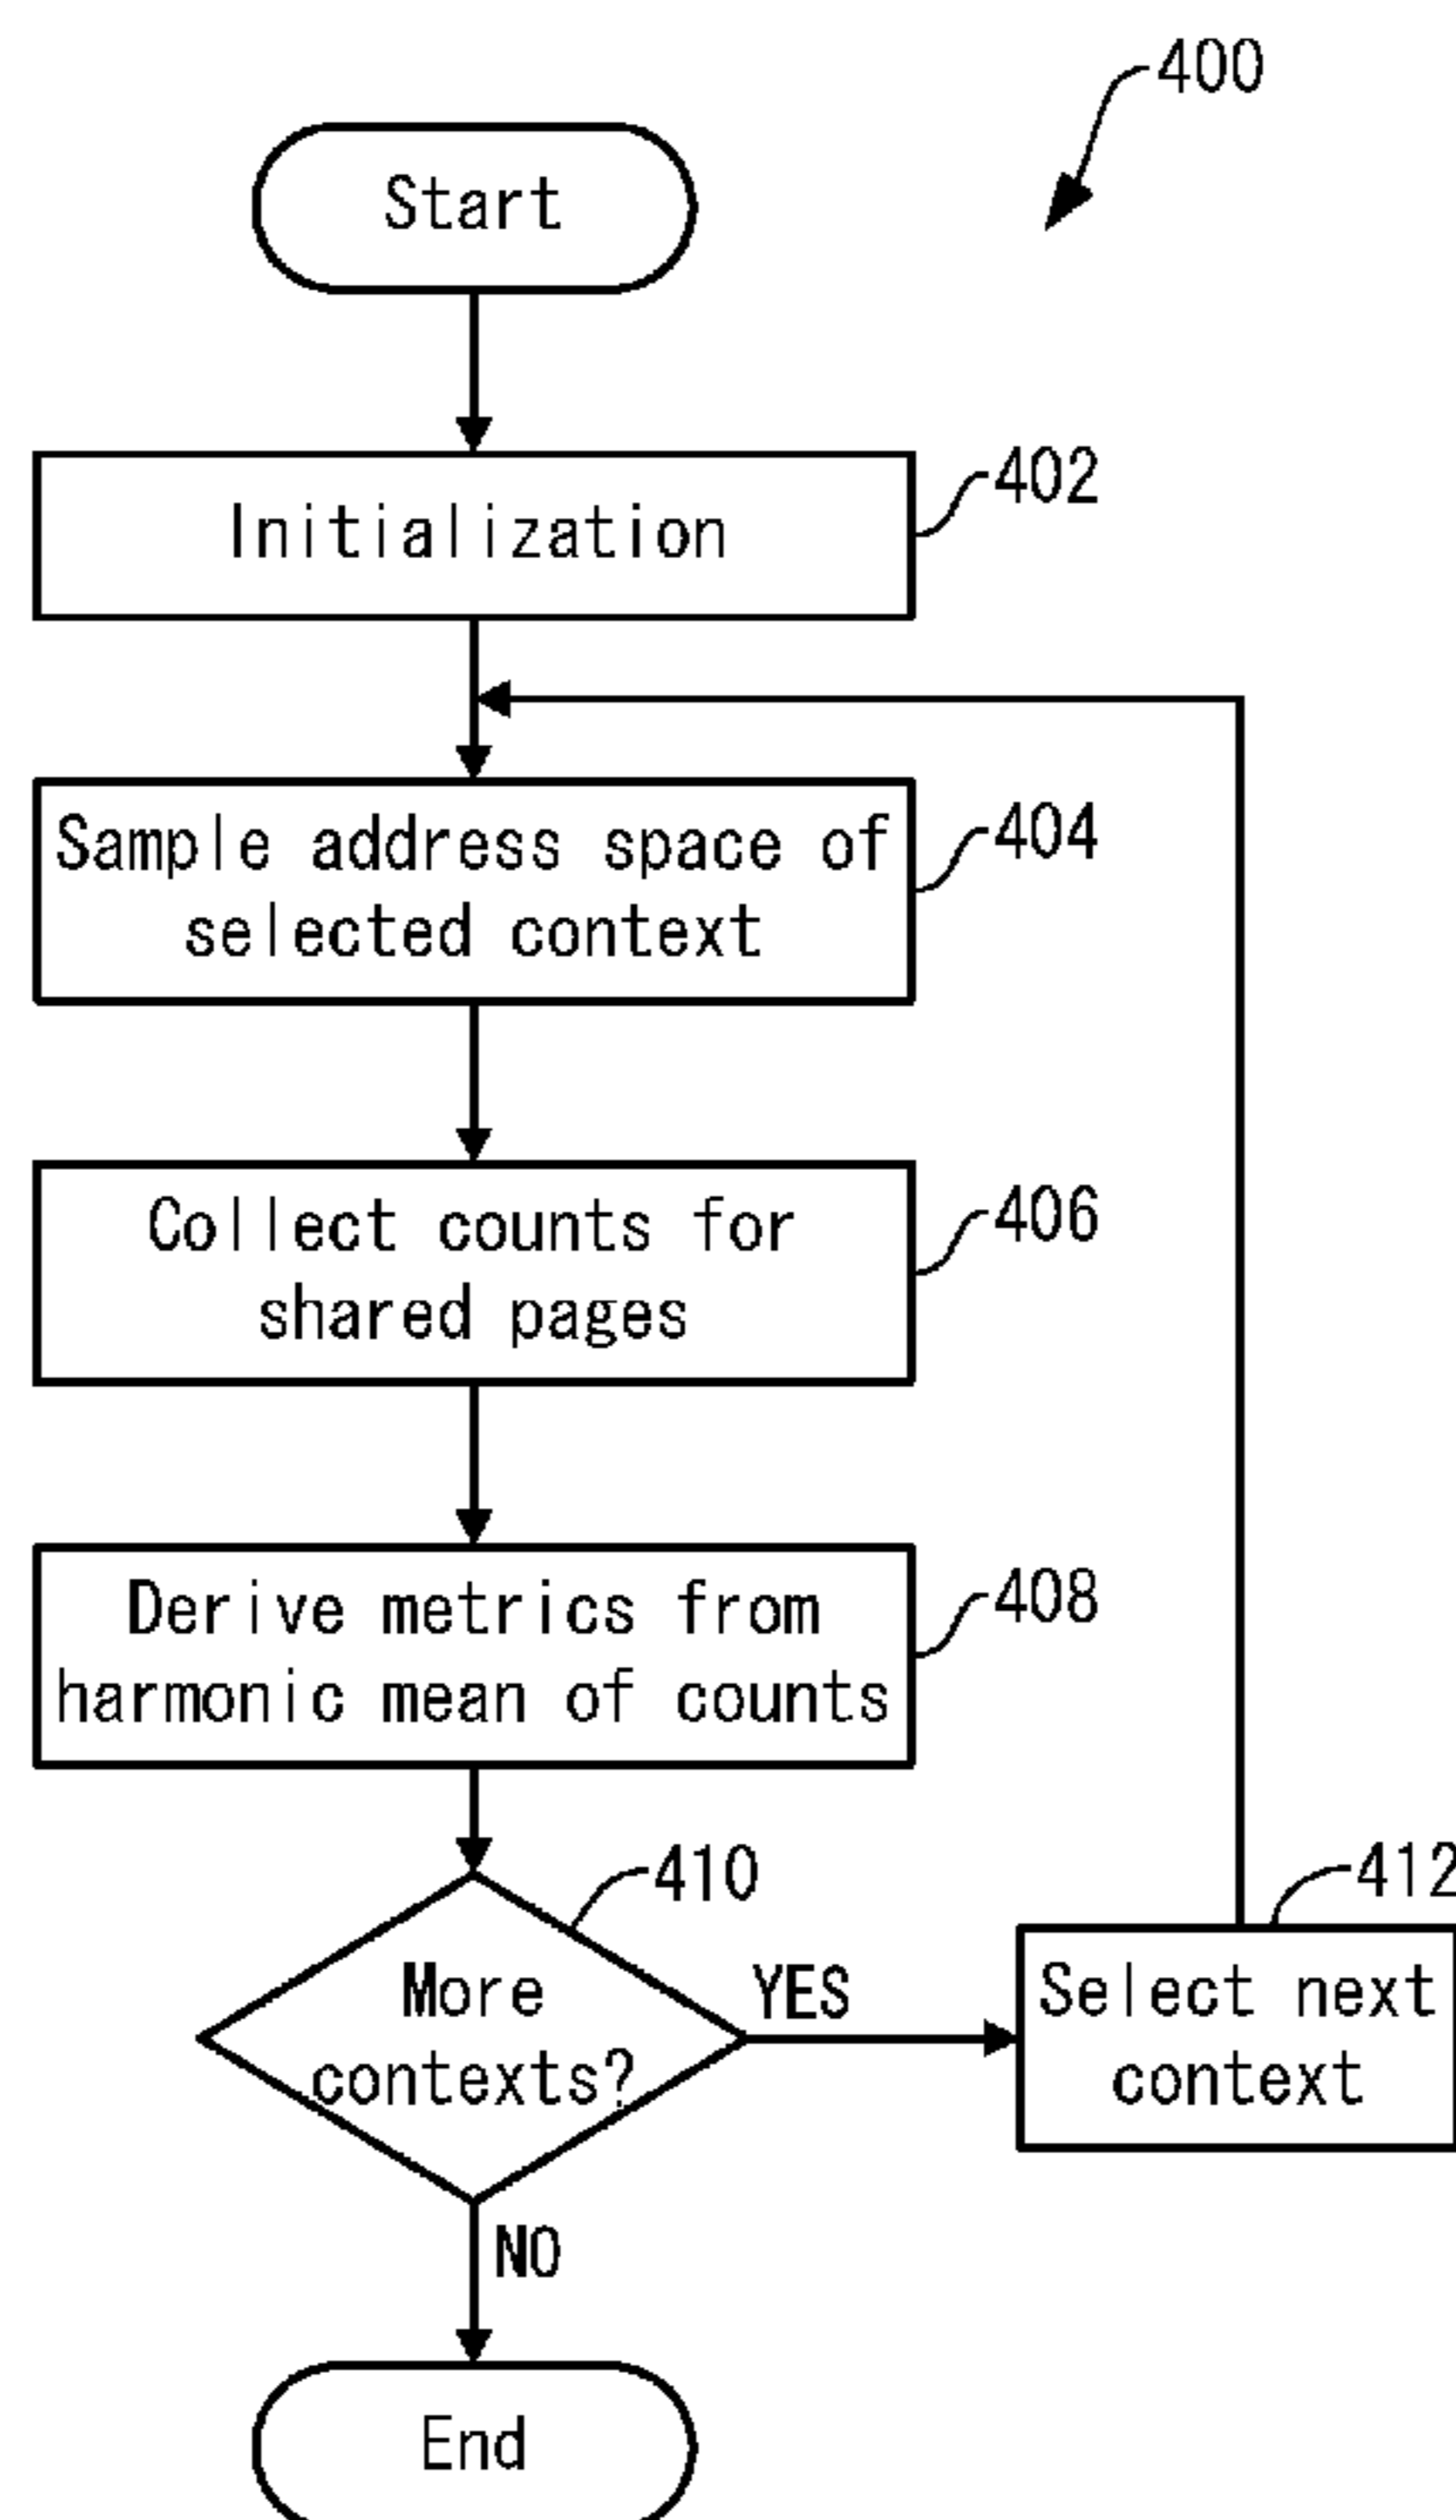 400
Start
Initialization
402
Sample address space of
selected context
404
Collect counts for
shared pages
406
Derive metrics from
harmonic mean of counts
408
410
More
contexts?
YES
412
Select next
context
NO
End